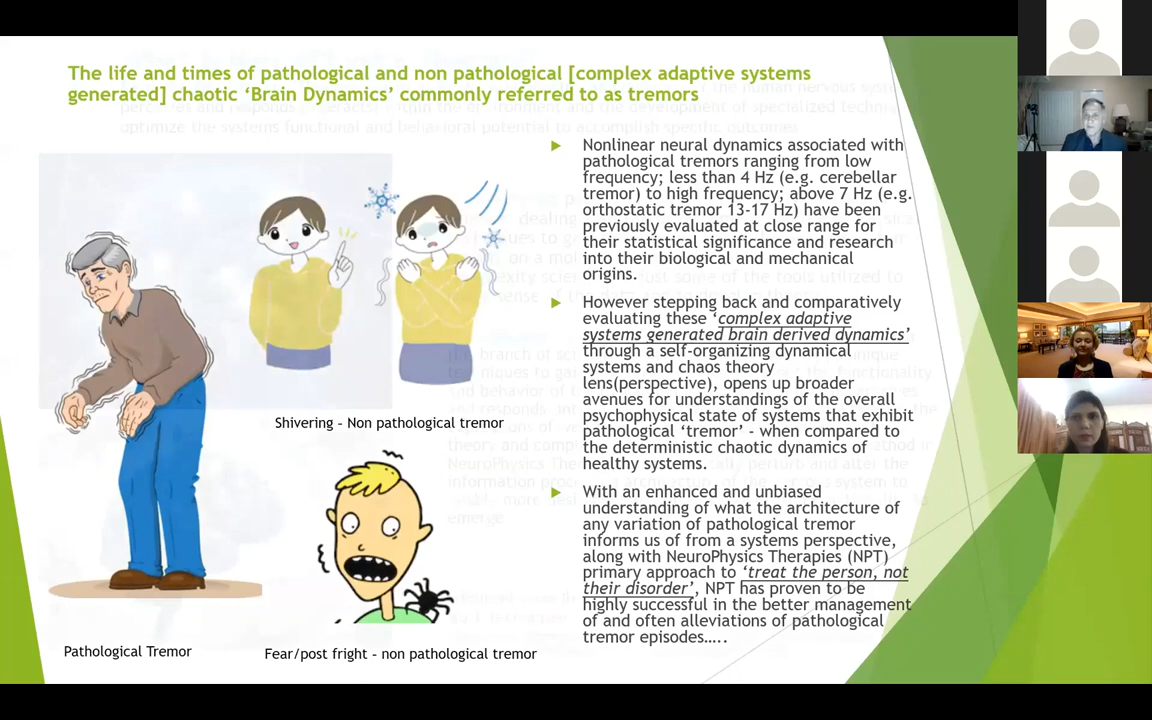 The life and times of pathological and non pathological [complex adaptive systems
generated] chaotic ‘Brain Dynamics’ commonly referred to as tremors
Nonlinear neural dynamics associated with
pathological tremors ranging from low
frequency; less than 4 Hz (e.g. cerebellar
tremor) to high frequency; above 7 Hz (e.g.
orthostatic tremor 13-17 Hz) have been
previously evaluated at close range for
their statistical significance and research
into their biological and mechanical
origins.
However stepping back and comparatively
evaluating these ‘complex adaptive
systems generated brain derived dynamics’
through a self-organizing dynamical
systems and chaos theory
lens(perspective), opens up broader
avenues for understandings of the overall
psychophysical state of systems that exhibit
pathological ‘tremor’ - when compared to
the deterministic chaotic dynamics of
healthy systems.
With an enhanced and unbiased
understanding of what the architecture of
any variation of pathological tremor
informs us of from a systems perspective,
along with NeuroPhysics Therapies (NPT)
primary approach to ‘treat the person, not
their disorder’, NPT has proven to be
highly successful in the better management
of and often alleviations of pathological
tremor episodes…..
Shivering - Non pathological tremor
Pathological Tremor
Fear/post fright - non pathological tremor